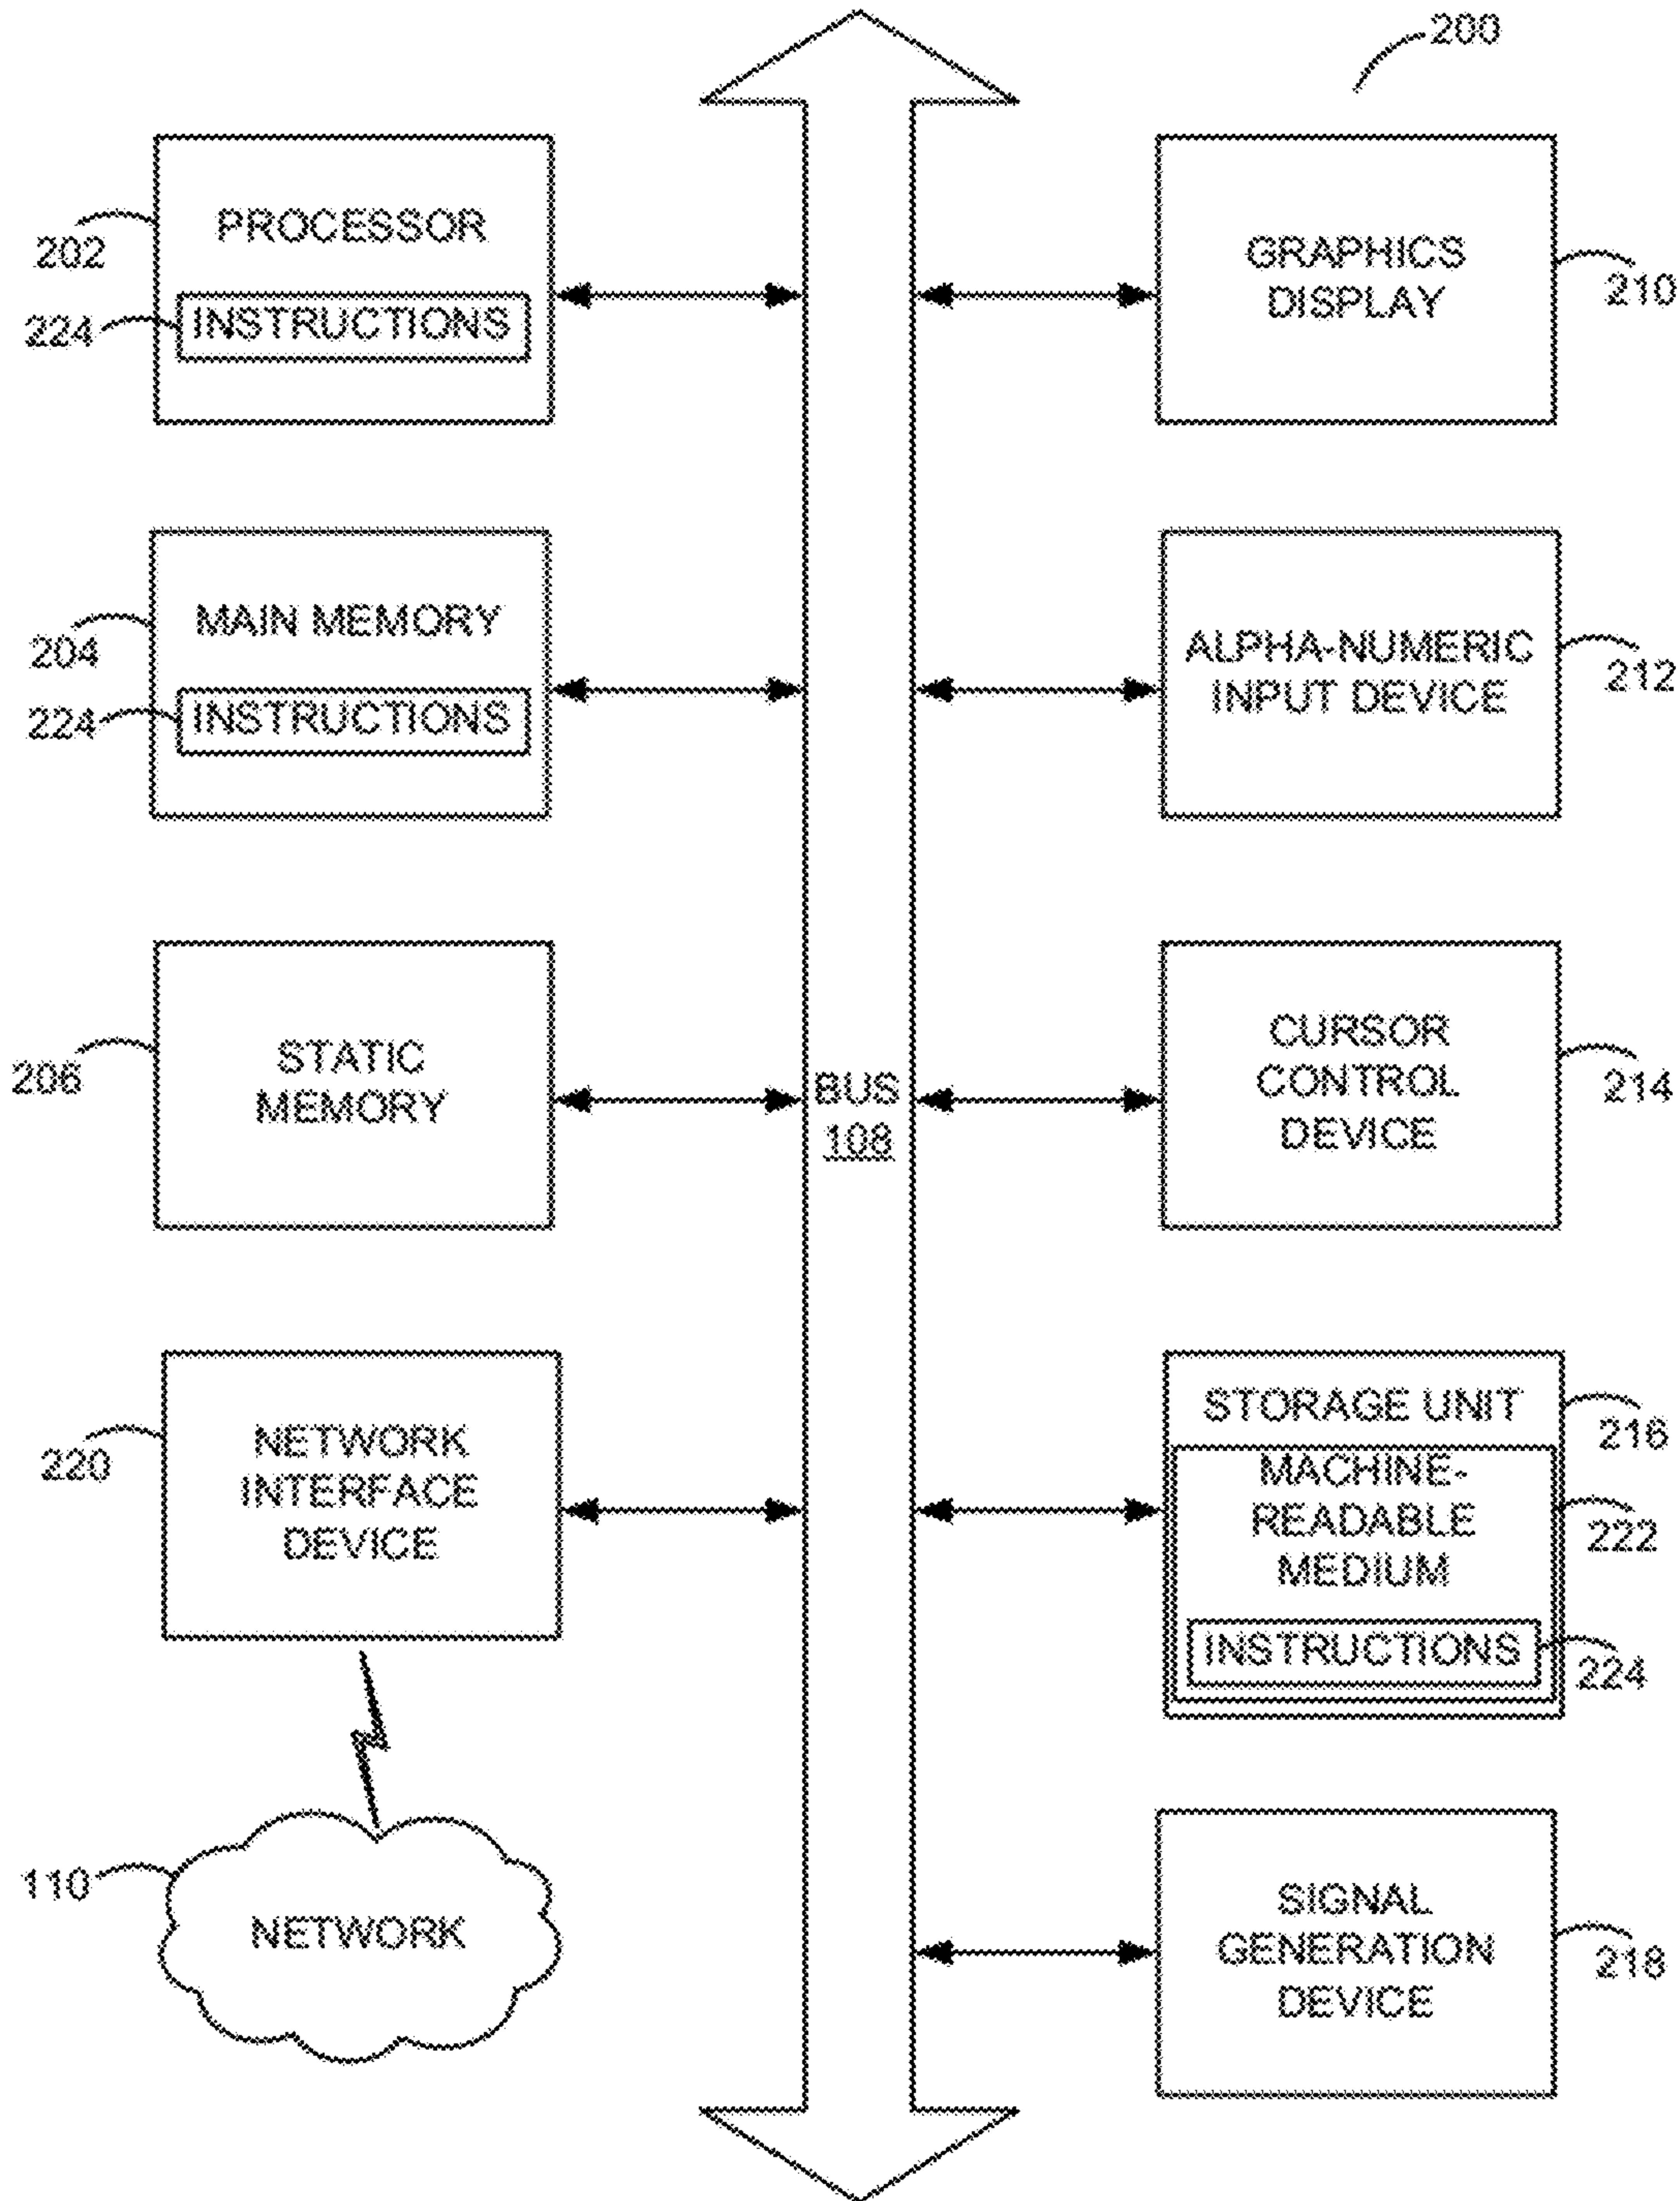 200
PROCESSOR
202
INSTRUCTIONS
224
GRAPHICS
DISPLAY
210
MAIN MEMORY
204
INSTRUCTIONS
224
ALPHA-NUMERIC
INPUT DEVICE
212
STATIC
MEMORY
206
BUS
108
CURSOR
CONTROL
DEVICE
214
NETWORK
INTERFACE
DEVICE
220
STORAGE UNIT
216
MACHINE-
READABLE
MEDIUM
222
INSTRUCTIONS
224
110
NETWORK
SIGNAL
GENERATION
DEVICE
218